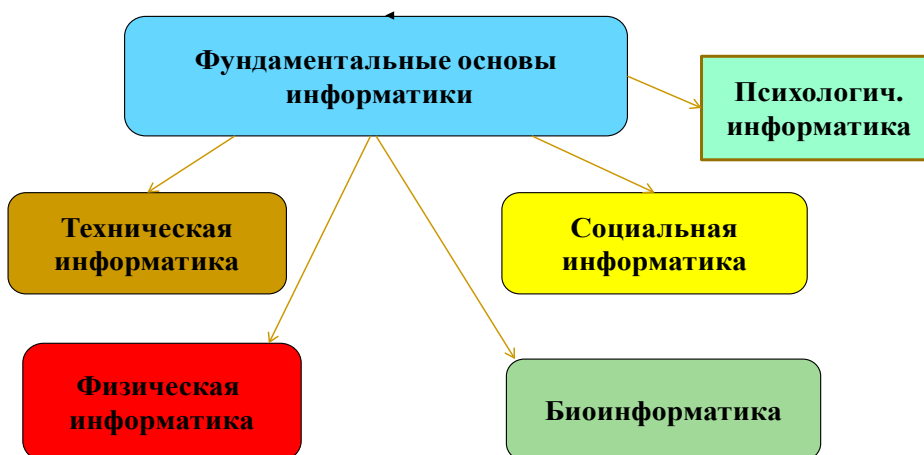 Фундаментальные основы
информатики
Психологич.
информатика
Техническая
информатика
Социальная
информатика
Физическая
информатика
Биоинформатика